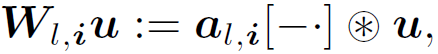 W_{l,i}u := a_{l,i}[−·] ⊛ u,